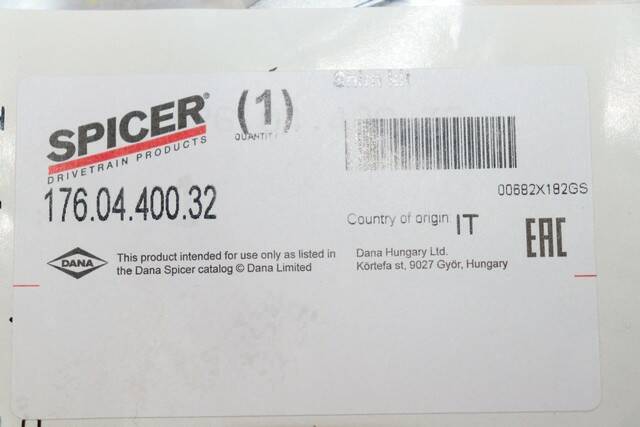 SPICER®
DRIVETRAIN PRODUCTS
(1)
QUANTITY
176.04.400.32
00682X182GS
Country of origin IT
EAC
DANA
This product intended for use only as listed in
the Dana Spicer catalog © Dana Limited
Dana Hungary Ltd.
Körtefa st, 9027 Győr, Hungary